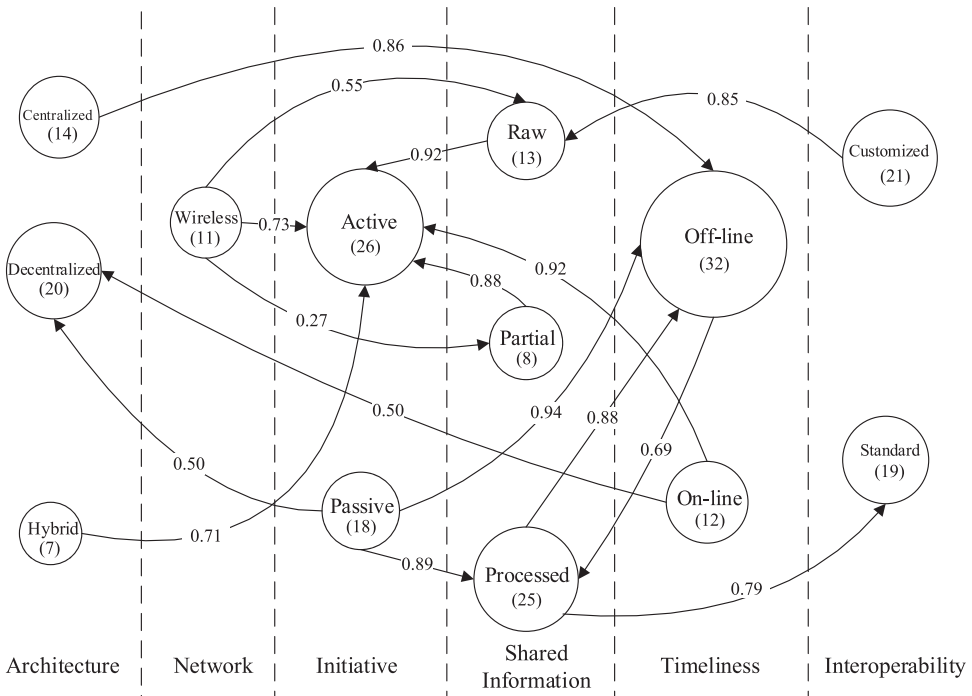 0.86
0.55
0.85
Centralized
(14)
Raw
(13)
Customized
(21)
0.92
Wireless
(11)
0.73
Active
(26)
Off-line
(32)
Decentralized
(20)
0.92
0.88
0.27
Partial
(8)
0.50
0.94
0.88
0.69
0.50
Standard
(19)
Passive
(18)
On-line
(12)
Hybrid
(7)
0.71
0.89
Processed
(25)
0.79
Architecture
Network
Initiative
Shared
Information
Timeliness
Interoperability